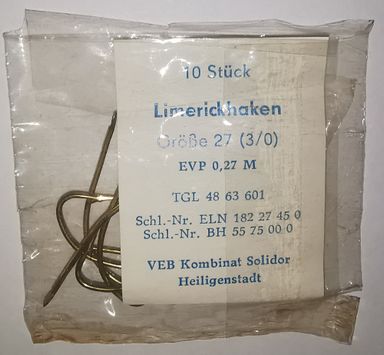 10 Stück
Limerickhaken
Größe 27 (3/0)
EVP 0,27 M
TGL 48 63 601
Schl.-Nr. ELN 182 27 45 0
Schl.-Nr. BH 55 75 00 0
VEB Kombinat Solidor
Heiligenstadt